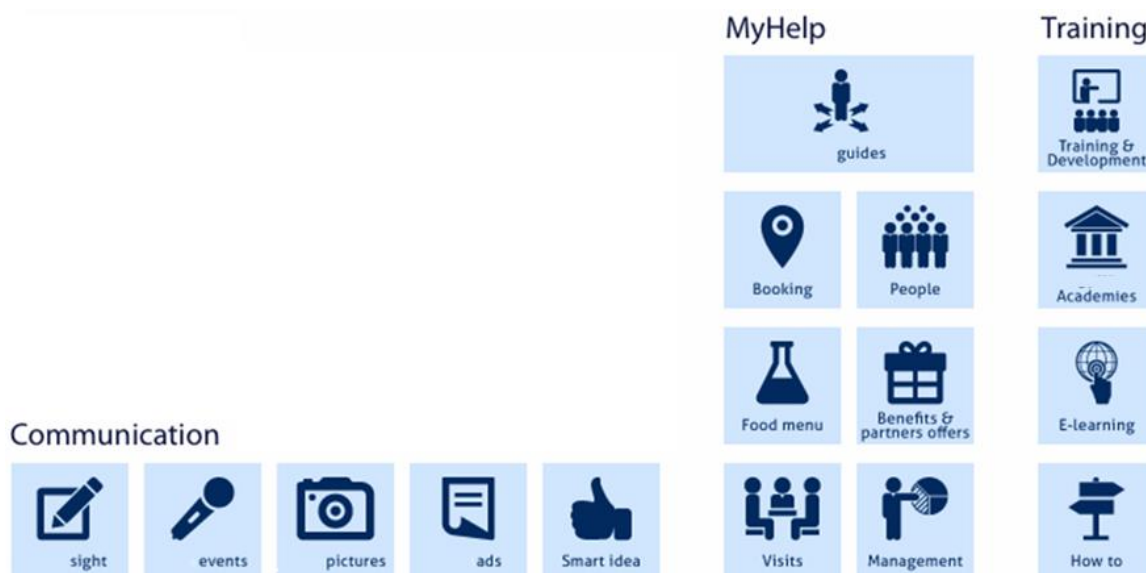 MyHelp
Training
guides
Training &
Development
Booking
People
Academies
Food menu
Benefits &
partners offers
E-learning
Communication
sight
events
pictures
ads
Smart idea
Visits
Management
How to